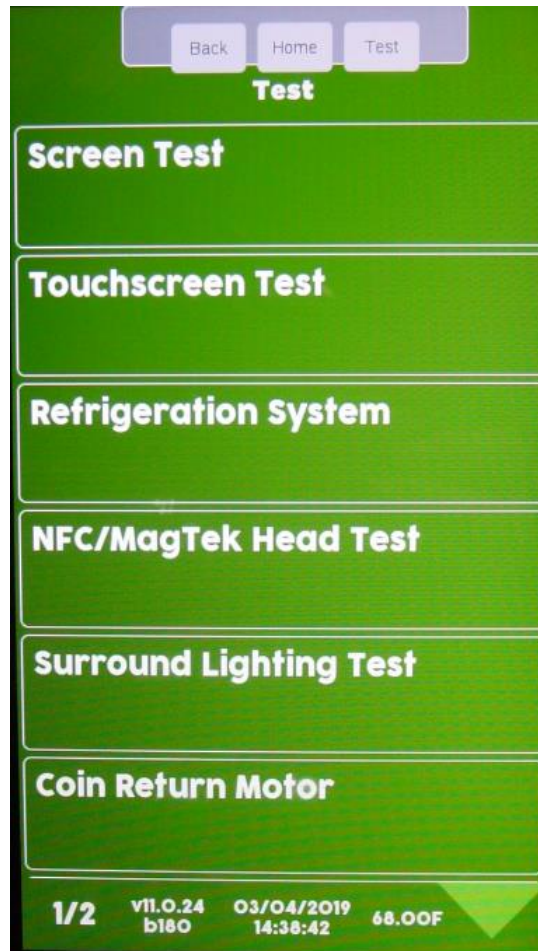 Back Home Test
Test
Screen Test
Touchscreen Test
Refrigeration System
NFC/MagTek Head Test
Surround Lighting Test
Coin Return Motor
1/2 v11.0.24 03/04/2019 68.00F
b180 14:38:42